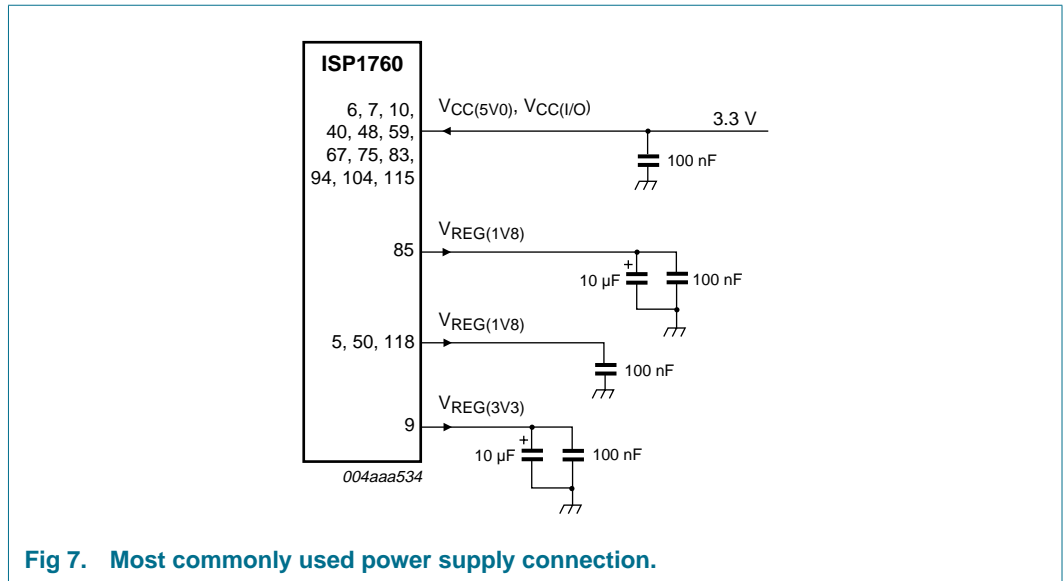 ISP1760
6, 7, 10,
40, 48, 59,
67, 75, 83,
94, 104, 115
VCC(5V0), VCC(I/O)
3.3 V
100 nF
85
VREG(1V8)
+
10 µF
100 nF
5, 50, 118
VREG(1V8)
100 nF
9
VREG(3V3)
+
10 µF
100 nF
004aaa534
Fig 7. Most commonly used power supply connection.